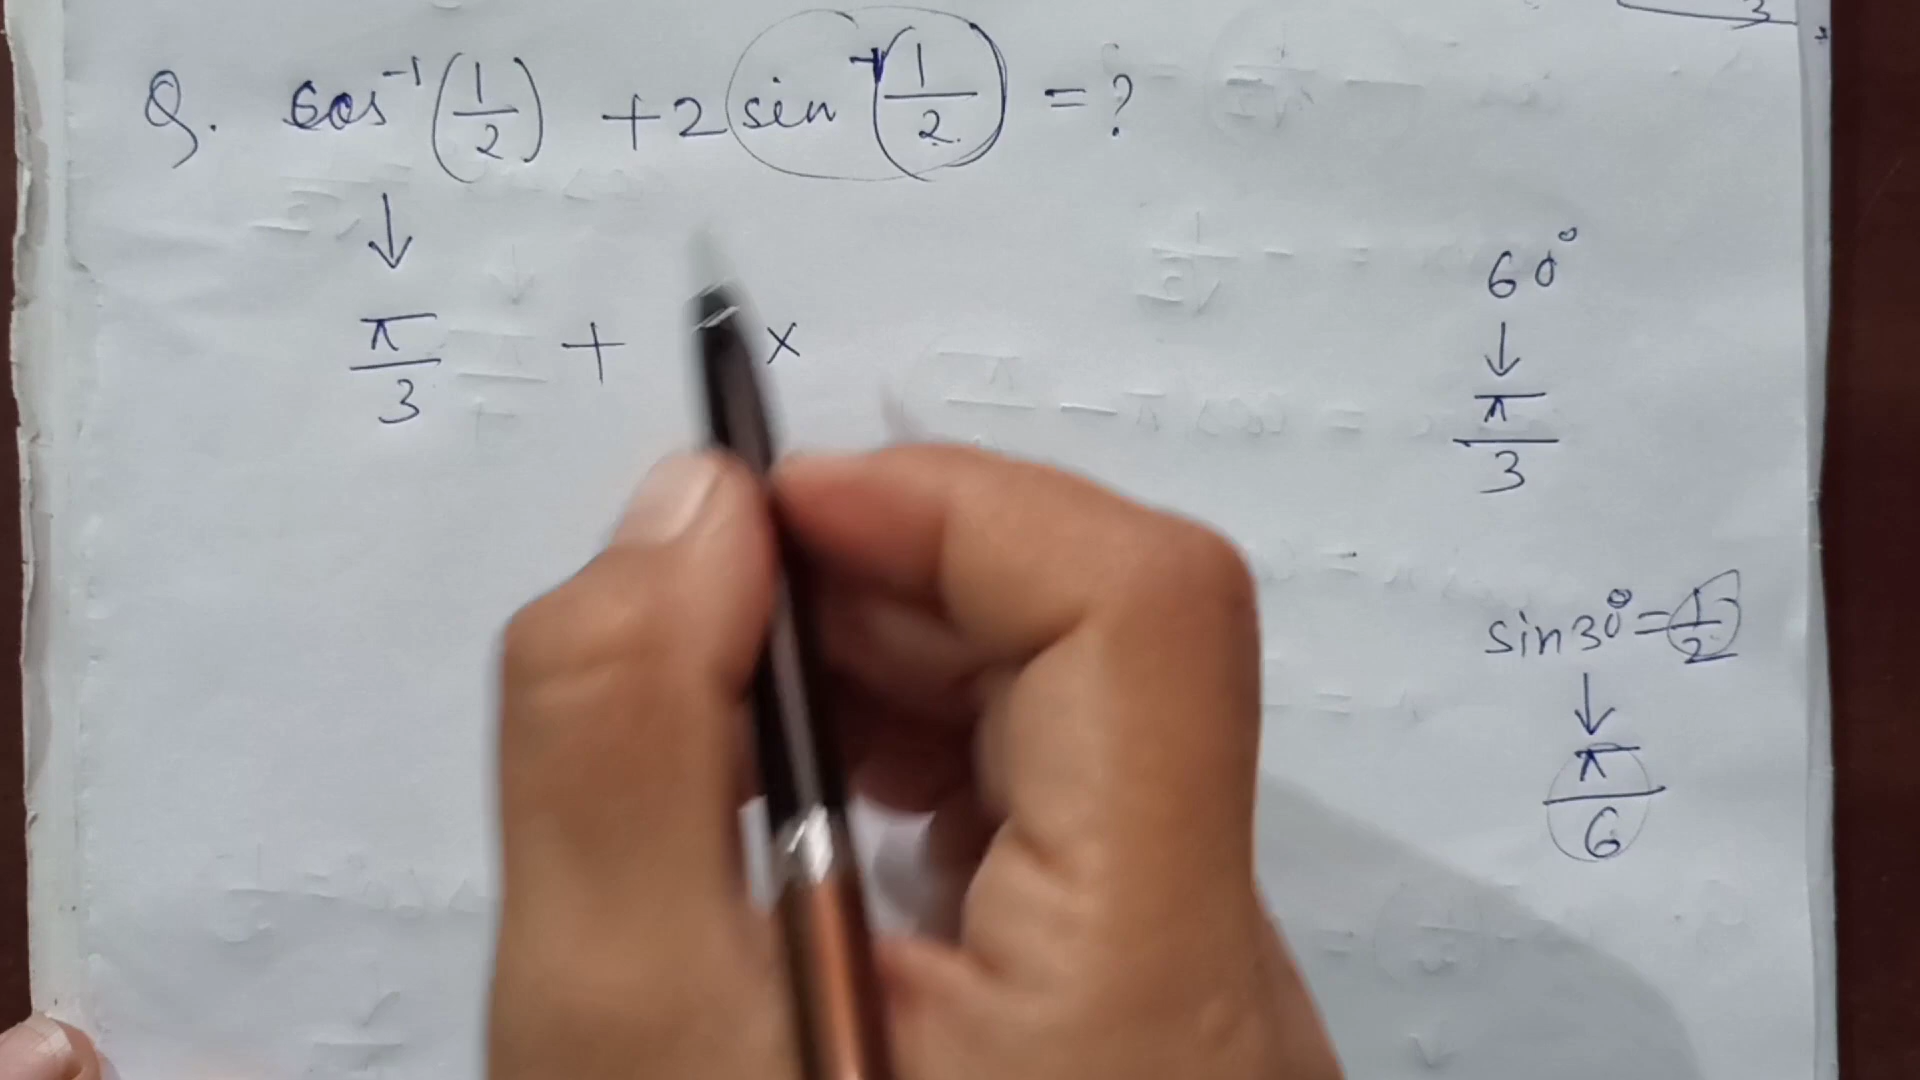 Q. cos⁻¹(1/2) + 2 sin⁻¹(1/2) = ?
↓
π/3 + ×
60°
↓
π/3
sin30° = 1/2
↓
π/6